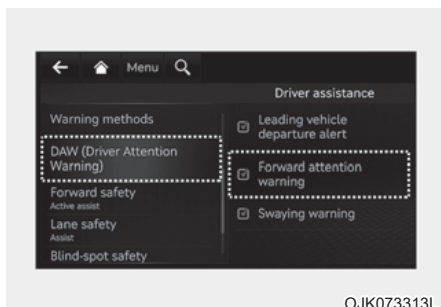 Menu
Driver assistance
Warning methods
DAW (Driver Attention
Warning)
Forward safety
Active assist
Lane safety
Assist
Blind-spot safety
Leading vehicle
departure alert
Forward attention
warning
Swaying warning
OJK073313L